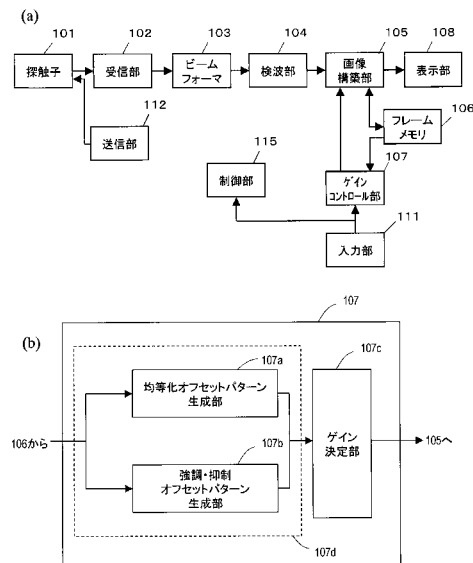 (a)
101
102
103
104
105
108
探触子
受信部
ビーム
フォーマ
検波部
画像
構築部
表示部
106
112
送信部
フレーム
メモリ
115
107
制御部
ゲイン
コントロール部
111
入力部
(b)
107
107a
107c
均等化オフセットパターン
生成部
106から
107b
ゲイン
決定部
105へ
強調・抑制
オフセットパターン
生成部
107d